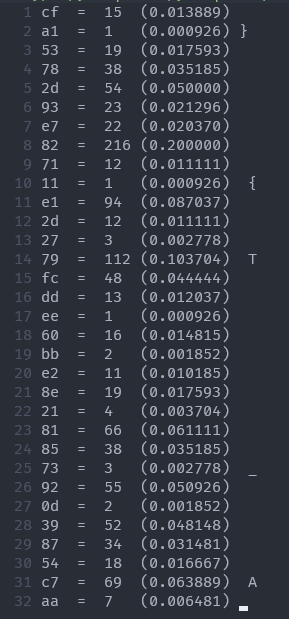 1 cf = 15 (0.013889)
2 a1 = 1 (0.000926) }
3 53 = 19 (0.017593)
4 78 = 38 (0.035185)
5 2d = 54 (0.050000)
6 93 = 23 (0.021296)
7 e7 = 22 (0.020370)
8 82 = 216 (0.200000)
9 71 = 12 (0.011111)
10 11 = 1 (0.000926) {
11 e1 = 94 (0.087037)
12 2d = 12 (0.011111)
13 27 = 3 (0.002778)
14 79 = 112 (0.103704) T
15 fc = 48 (0.044444)
16 dd = 13 (0.012037)
17 ee = 1 (0.000926)
18 60 = 16 (0.014815)
19 bb = 2 (0.001852)
20 e2 = 11 (0.010185)
21 8e = 19 (0.017593)
22 21 = 4 (0.003704)
23 81 = 66 (0.061111)
24 85 = 38 (0.035185)
25 73 = 3 (0.002778) _
26 92 = 55 (0.050926)
27 0d = 2 (0.001852)
28 39 = 52 (0.048148)
29 87 = 34 (0.031481)
30 54 = 18 (0.016667)
31 c7 = 69 (0.063889) A
32 aa = 7 (0.006481)